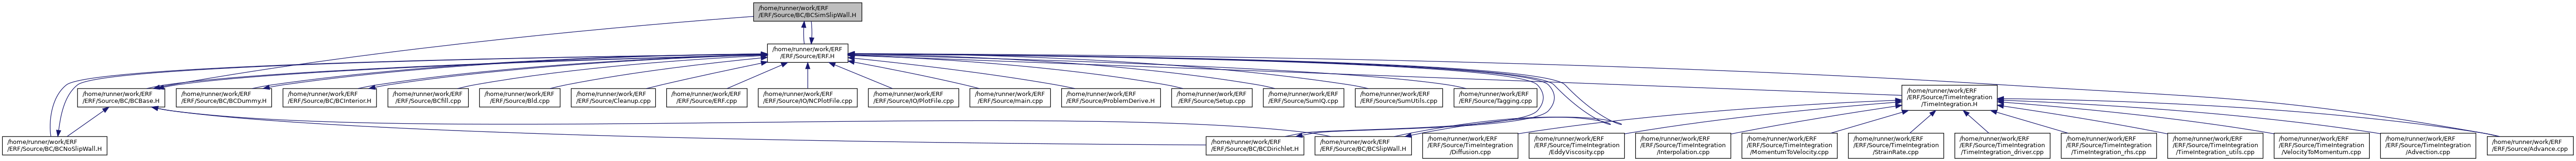 /home/runner/work/ERF
/ERF/Source/BC/BCSimSlipWall.H
/home/runner/work/ERF
/ERF/Source/ERF.H
/home/runner/work/ERF
/ERF/Source/BC/BCBase.H
/home/runner/work/ERF
/ERF/Source/BC/BCDummy.H
/home/runner/work/ERF
/ERF/Source/BC/BCInterior.H
/home/runner/work/ERF
/ERF/Source/BCfill.cpp
/home/runner/work/ERF
/ERF/Source/Bld.cpp
/home/runner/work/ERF
/ERF/Source/Cleanup.cpp
/home/runner/work/ERF
/ERF/Source/ERF.cpp
/home/runner/work/ERF
/ERF/Source/IO/NCPlotFile.cpp
/home/runner/work/ERF
/ERF/Source/IO/PlotFile.cpp
/home/runner/work/ERF
/ERF/Source/main.cpp
/home/runner/work/ERF
/ERF/Source/ProblemDerive.H
/home/runner/work/ERF
/ERF/Source/Setup.cpp
/home/runner/work/ERF
/ERF/Source/SumIQ.cpp
/home/runner/work/ERF
/ERF/Source/SumUtils.cpp
/home/runner/work/ERF
/ERF/Source/Tagging.cpp
/home/runner/work/ERF
/ERF/Source/TimeIntegration
/TimeIntegration.H
/home/runner/work/ERF
/ERF/Source/BC/BCNoSlipWall.H
/home/runner/work/ERF
/ERF/Source/BC/BCDirichlet.H
/home/runner/work/ERF
/ERF/Source/BC/BCSlipWall.H
/home/runner/work/ERF
/ERF/Source/TimeIntegration
/Diffusion.cpp
/home/runner/work/ERF
/ERF/Source/TimeIntegration
/EddyViscosity.cpp
/home/runner/work/ERF
/ERF/Source/TimeIntegration
/Interpolation.cpp
/home/runner/work/ERF
/ERF/Source/TimeIntegration
/MomentumToVelocity.cpp
/home/runner/work/ERF
/ERF/Source/TimeIntegration
/StrainRate.cpp
/home/runner/work/ERF
/ERF/Source/TimeIntegration
/TimeIntegration_driver.cpp
/home/runner/work/ERF
/ERF/Source/TimeIntegration
/TimeIntegration_rhs.cpp
/home/runner/work/ERF
/ERF/Source/TimeIntegration
/TimeIntegration_utils.cpp
/home/runner/work/ERF
/ERF/Source/TimeIntegration
/VelocityToMomentum.cpp
/home/runner/work/ERF
/ERF/Source/TimeIntegration
/Advection.cpp
/home/runner/work/ERF
/ERF/Source/Advance.cpp